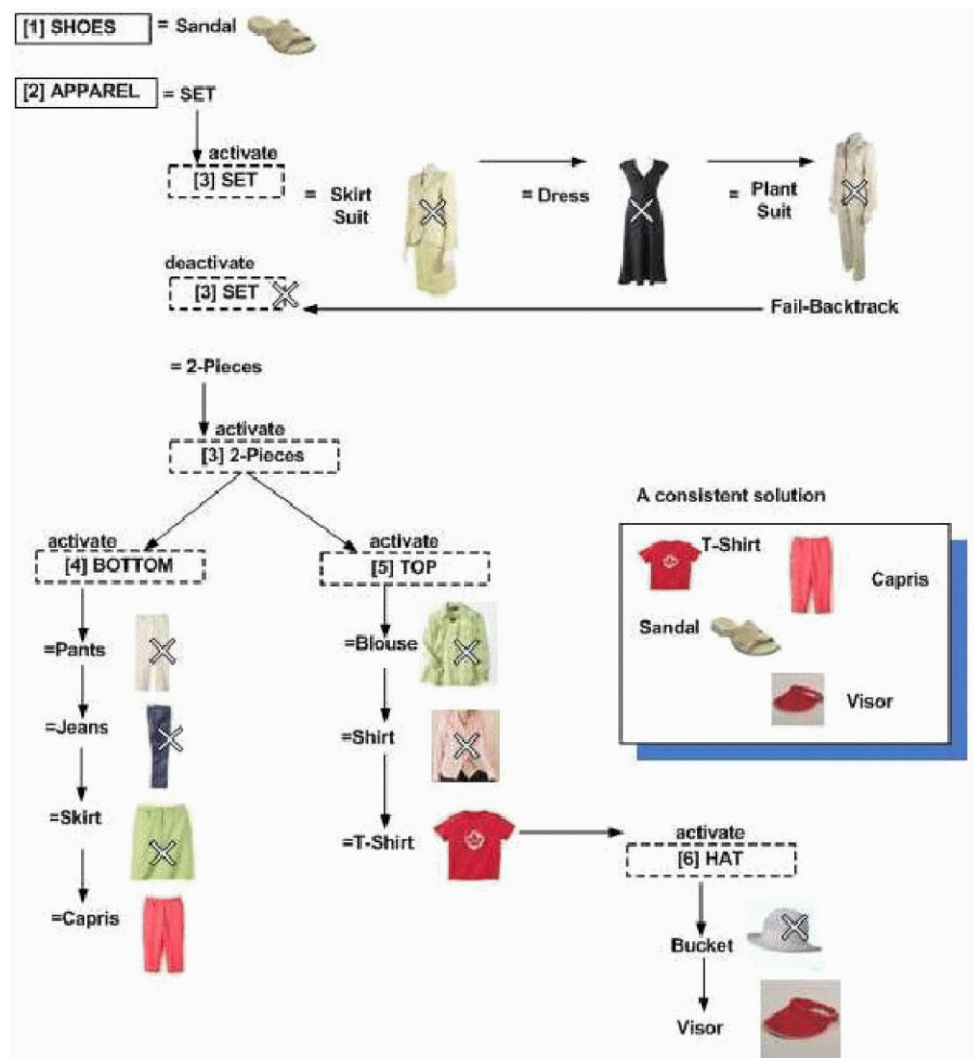 [1] SHOES = Sandal
[2] APPAREL = SET
activate
[3] SET
= Skirt Suit
= Dress
= Plant Suit
deactivate
[3] SET
Fail-Backtrack
= 2-Pieces
activate
[3] 2-Pieces
activate
[4] BOTTOM
activate
[5] TOP
=Pants
=Jeans
=Skirt
=Capris
=Blouse
=Shirt
=T-Shirt
activate
[6] HAT
Bucket
Visor
A consistent solution
T-Shirt
Capris
Sandal
Visor